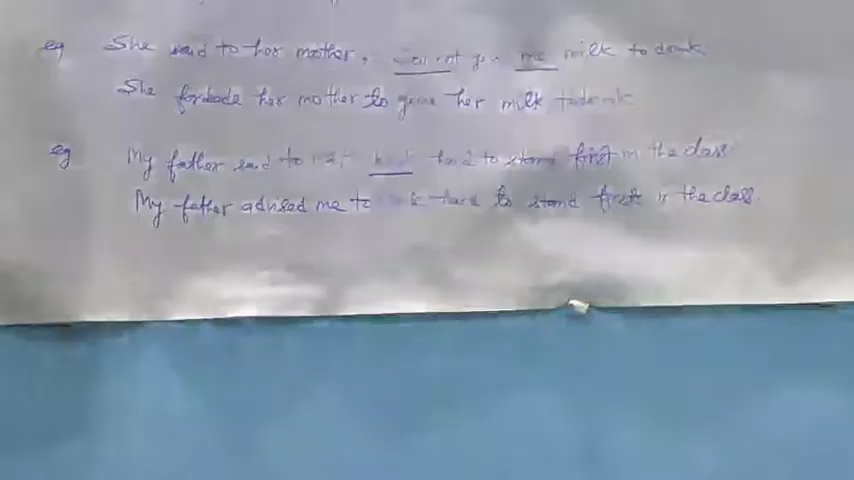 eg She said to her mother, give me milk to drink
She forbade her mother to give her milk to drink
eg My father said to me, hard to stand first in the class
My father advised me to hard to stand first in the class.